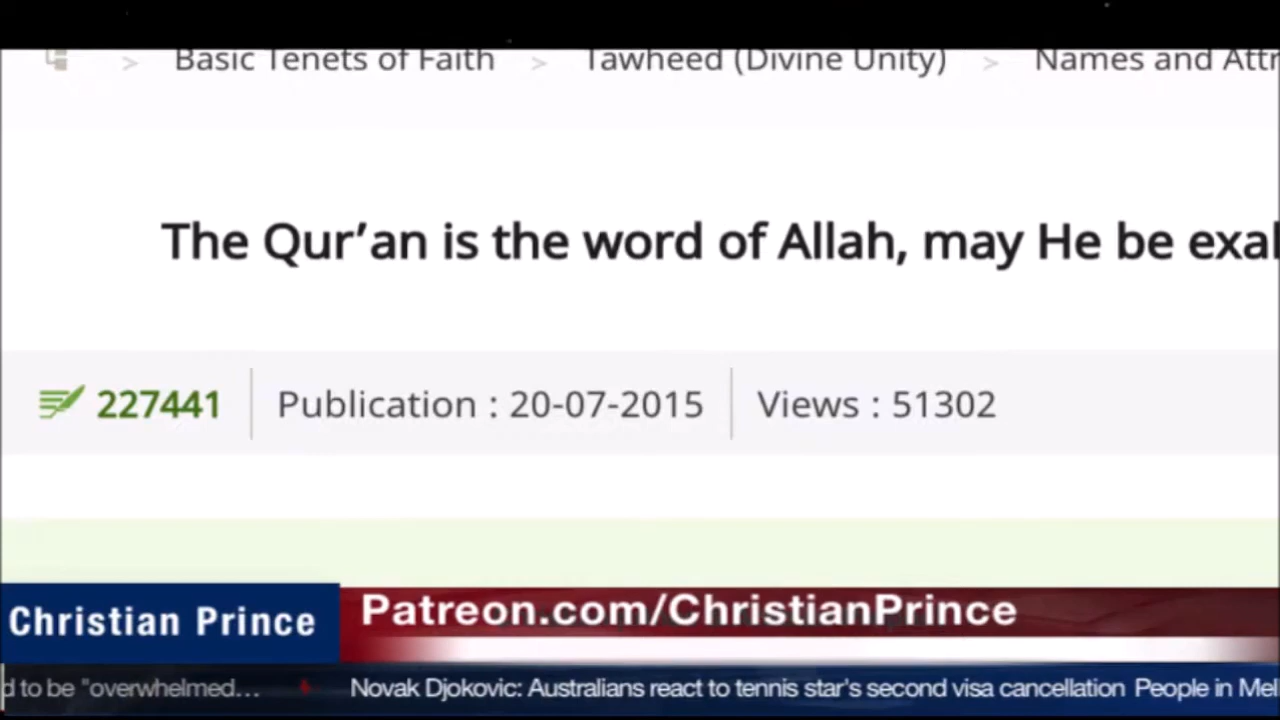 > Basic Tenets of Faith > Tawheed (Divine Unity) > Names and Attr
The Qur’an is the word of Allah, may He be exal
227441 Publication : 20-07-2015 Views : 51302
Christian Prince Patreon.com/ChristianPrince
d to be "overwhelmed... Novak Djokovic: Australians react to tennis star's second visa cancellation People in Mel